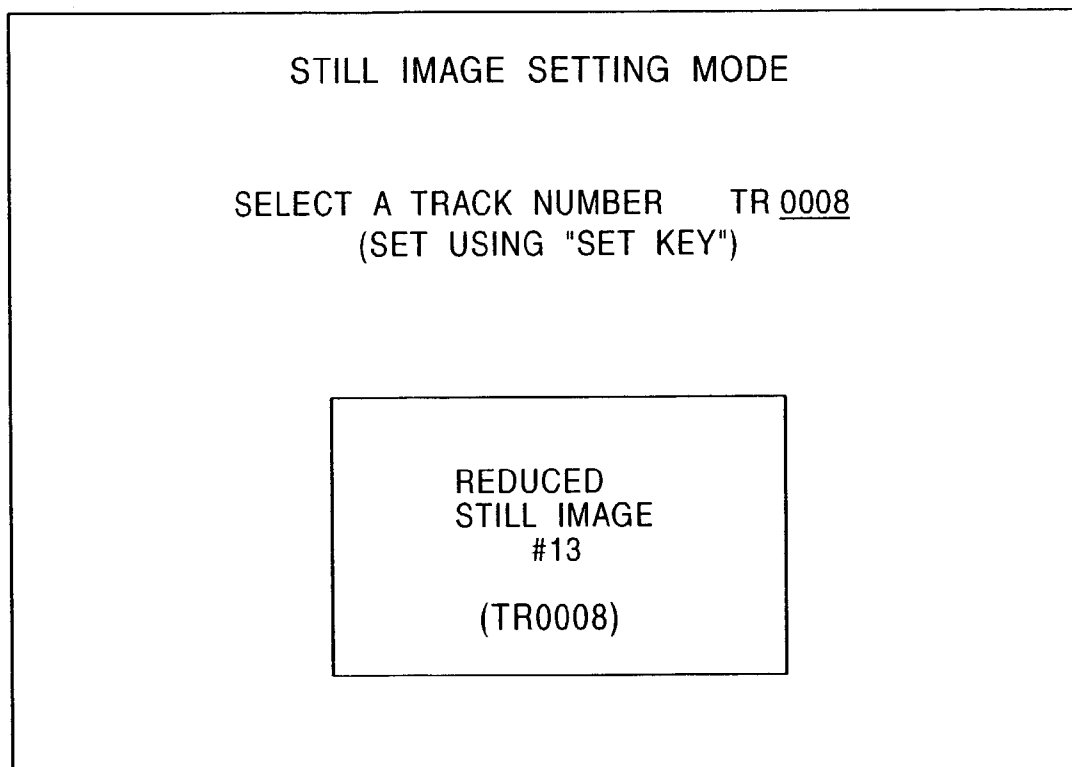 STILL IMAGE SETTING MODE
SELECT A TRACK NUMBER TR 0008
(SET USING "SET KEY")
REDUCED
STILL IMAGE
#13
(TR0008)